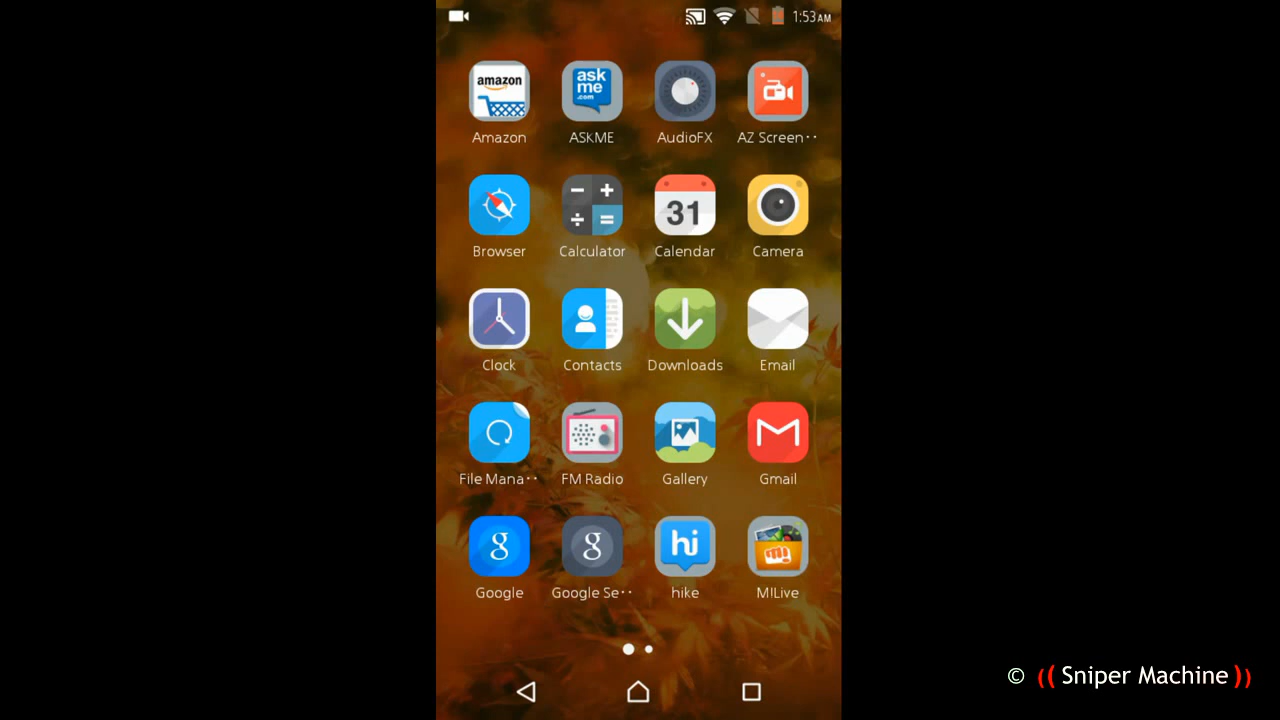 1:53AM
amazon
ask
me
.com
Amazon
ASKME
AudioFX
AZ Screen··
31
Browser
Calculator
Calendar
Camera
Clock
Contacts
Downloads
Email
File Mana··
FM Radio
Gallery
Gmail
g
g
hi
Google
Google Se··
hike
M!Live
© (( Sniper Machine ))